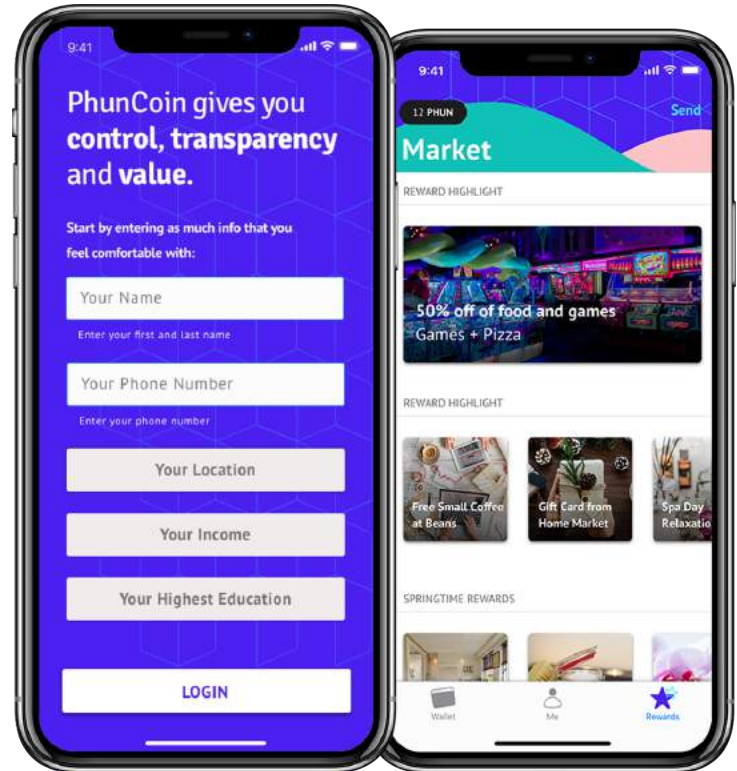 9:41
PhunCoin gives you
control, transparency
and value.
Start by entering as much info that you
feel comfortable with:
Your Name
Enter your first and last name
Your Phone Number
Enter your phone number
Your Location
Your Income
Your Highest Education
LOGIN
9:41
12 PHUN
Send
Market
REWARD HIGHLIGHT
50% off of food and games
Games + Pizza
REWARD HIGHLIGHT
Free Small Coffee
at Beans
Gift Card from
Home Market
Spa Day
Relaxatio
SPRINGTIME REWARDS
Wallet
Me
Rewards